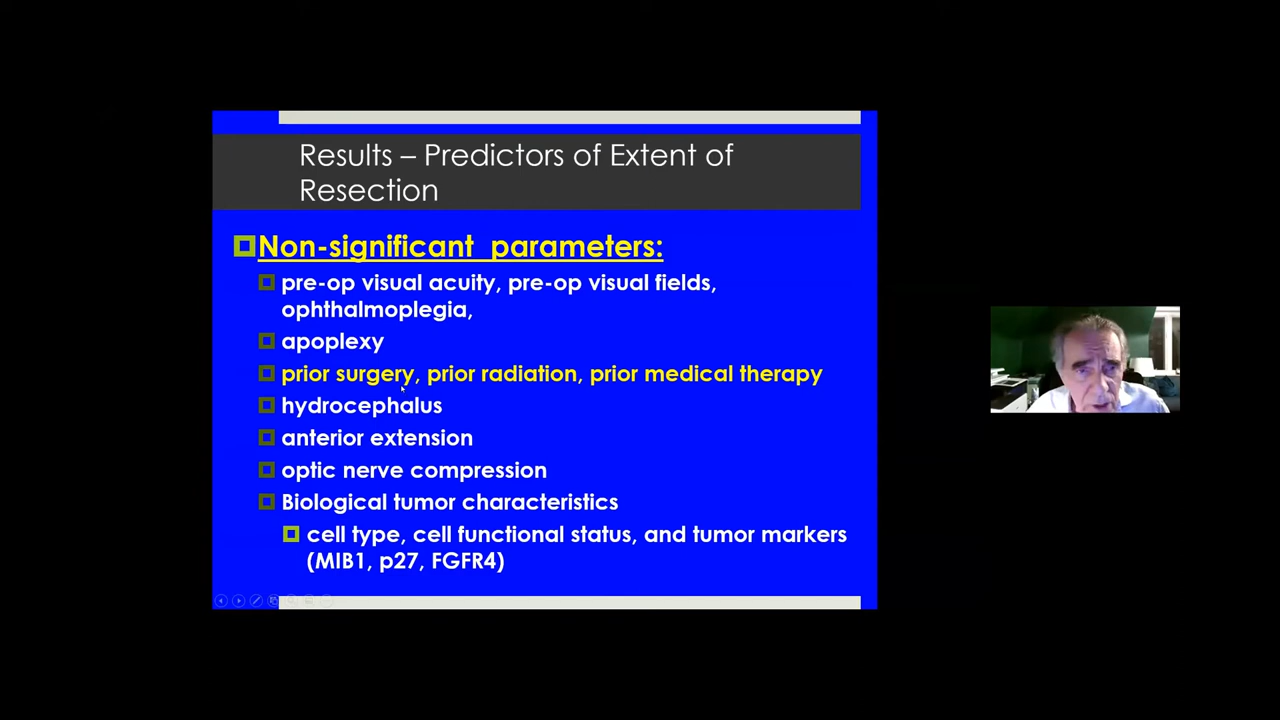 Results – Predictors of Extent of
Resection
Non-significant parameters:
pre-op visual acuity, pre-op visual fields,
ophthalmoplegia,
apoplexy
prior surgery, prior radiation, prior medical therapy
hydrocephalus
anterior extension
optic nerve compression
Biological tumor characteristics
cell type, cell functional status, and tumor markers
(MIB1, p27, FGFR4)